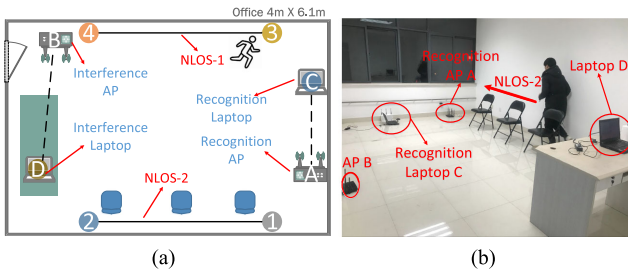 Office 4m X 6.1m
B
4
3
NLOS-1
Interference
AP
Recognition
Laptop
C
Interference
Laptop
D
Recognition
AP
A
NLOS-2
2
1
(a)
Recognition
AP A
NLOS-2
Laptop D
Recognition
Laptop C
AP B
(b)